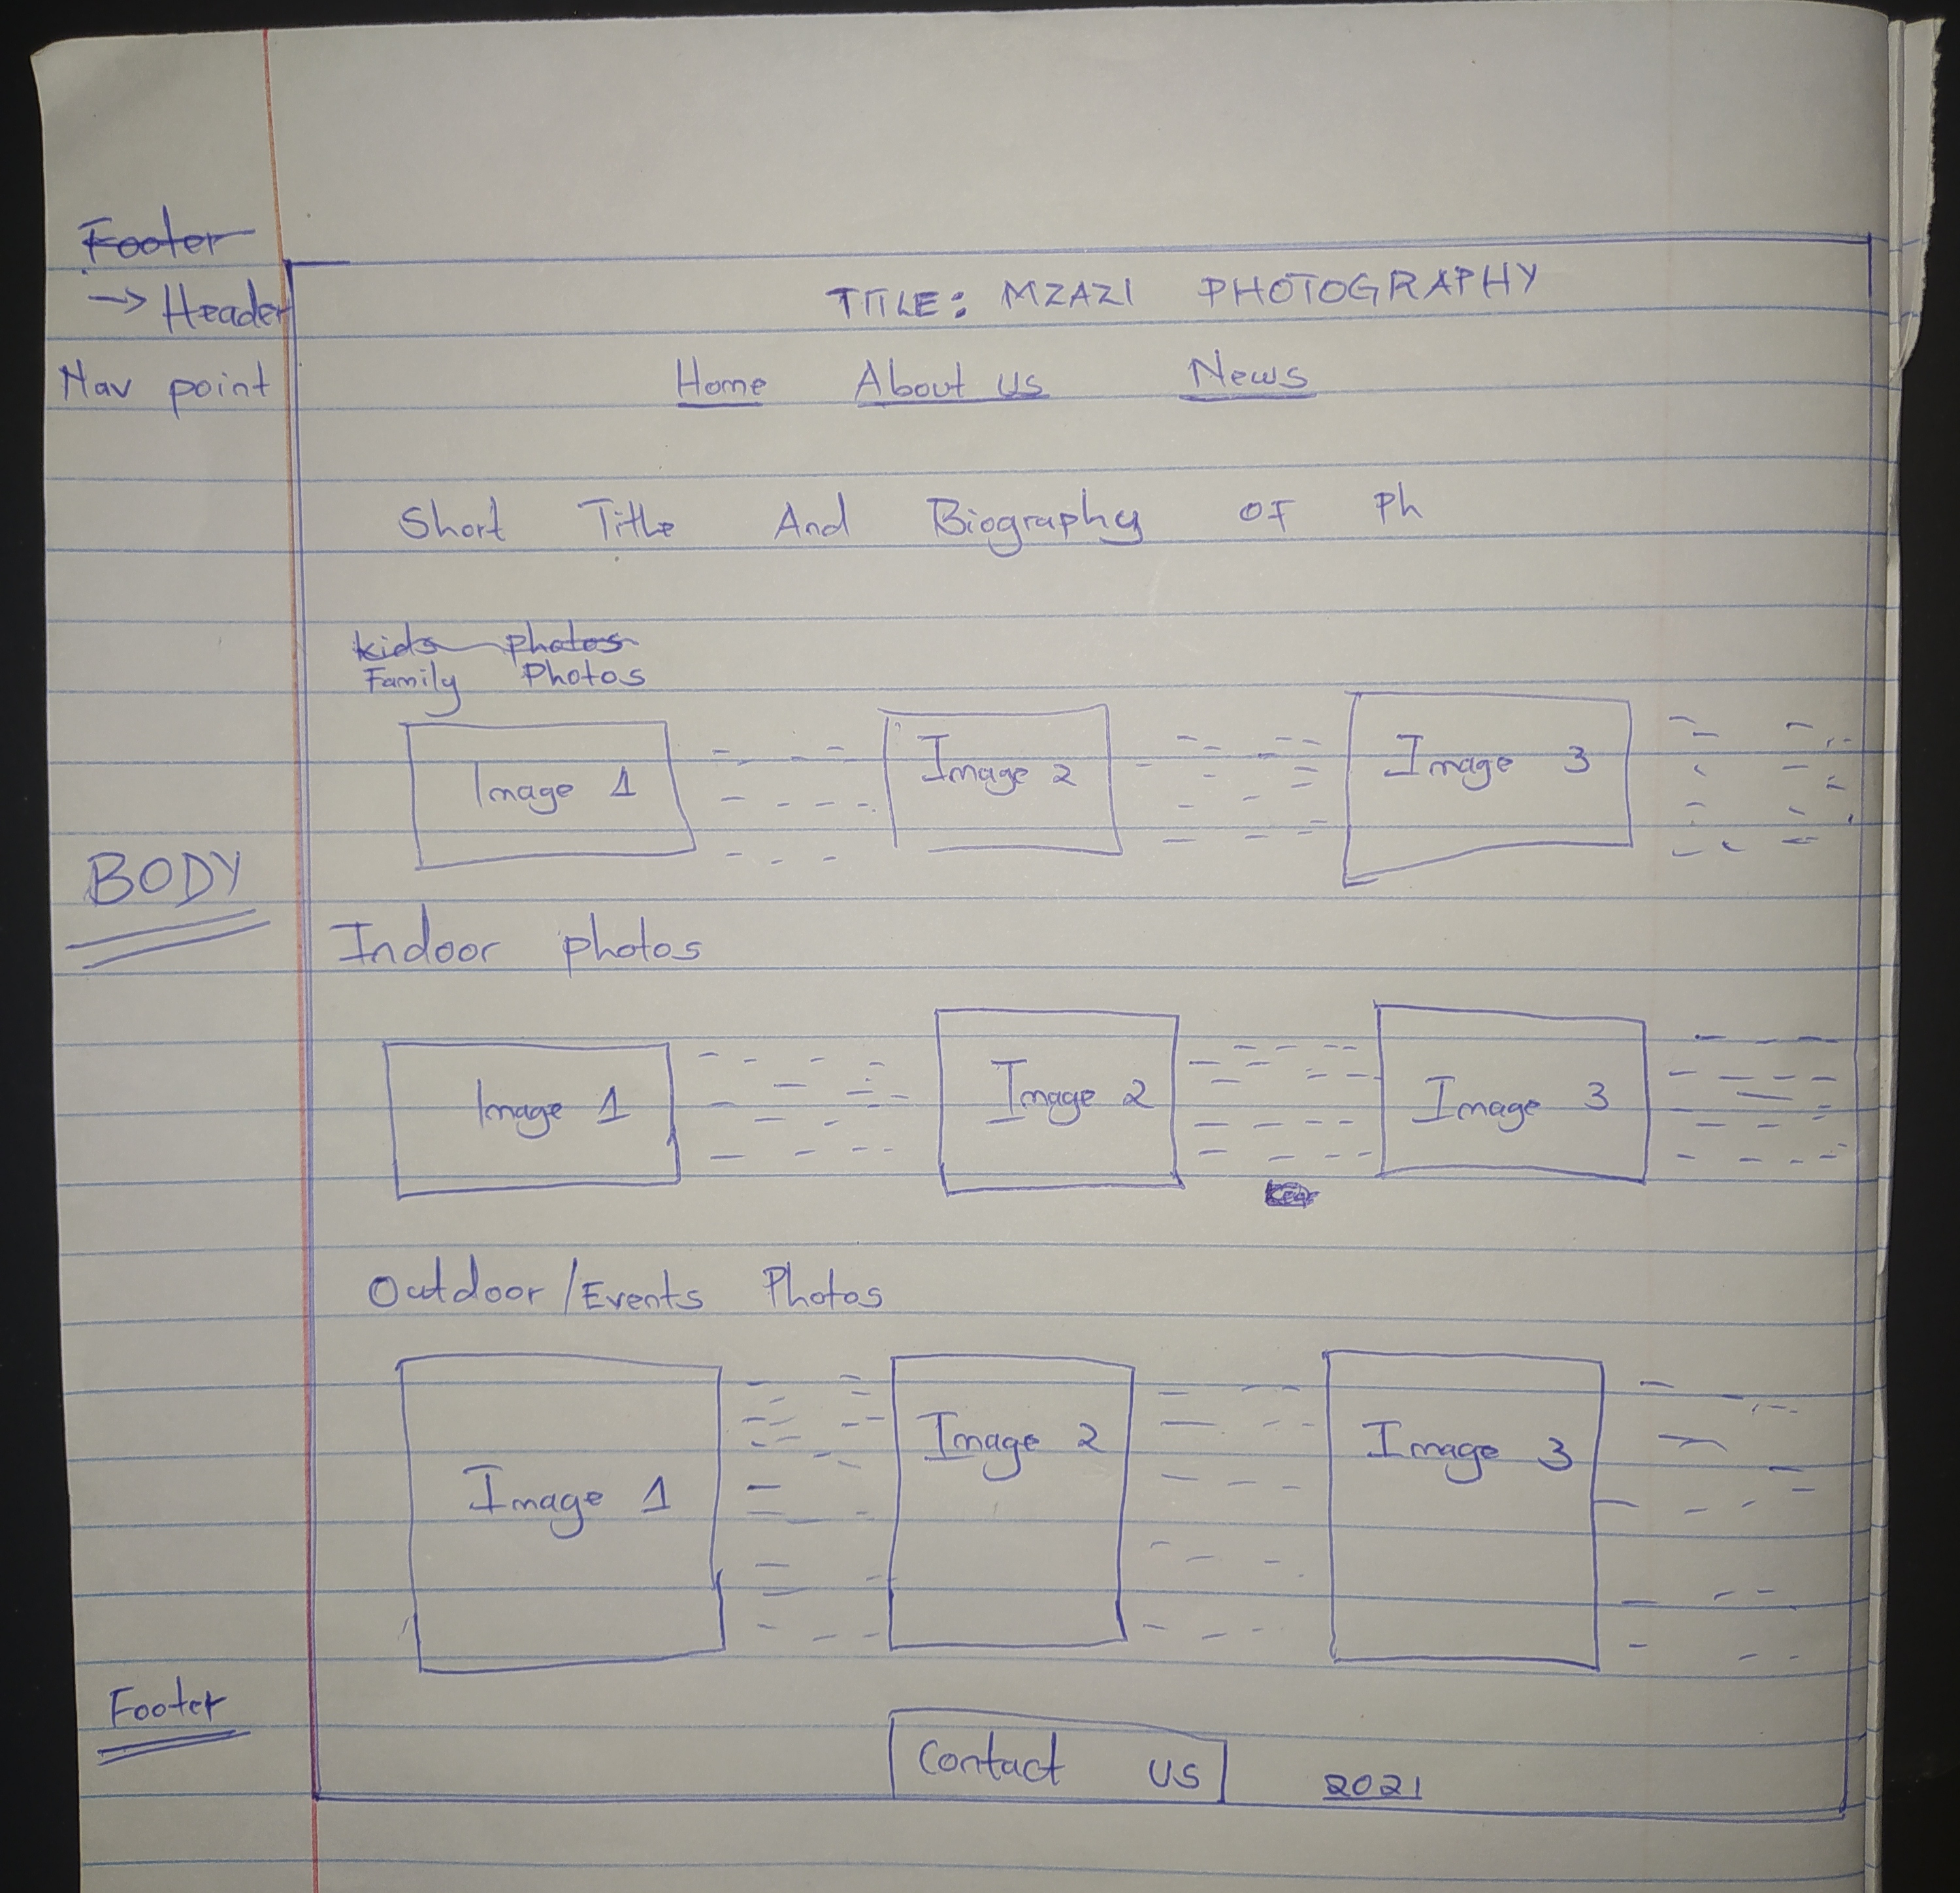 Footer
→ Header
TITLE: MZAZI PHOTOGRAPHY
Nav point
Home About us News
Short Title And Biography OF Ph
kids photos
Family Photos
Image 1 Image 2 Image 3
BODY
Indoor photos
Image 1 Image 2 Image 3
Outdoor/Events Photos
Image 1 Image 2 Image 3
Footer
Contact us 2021